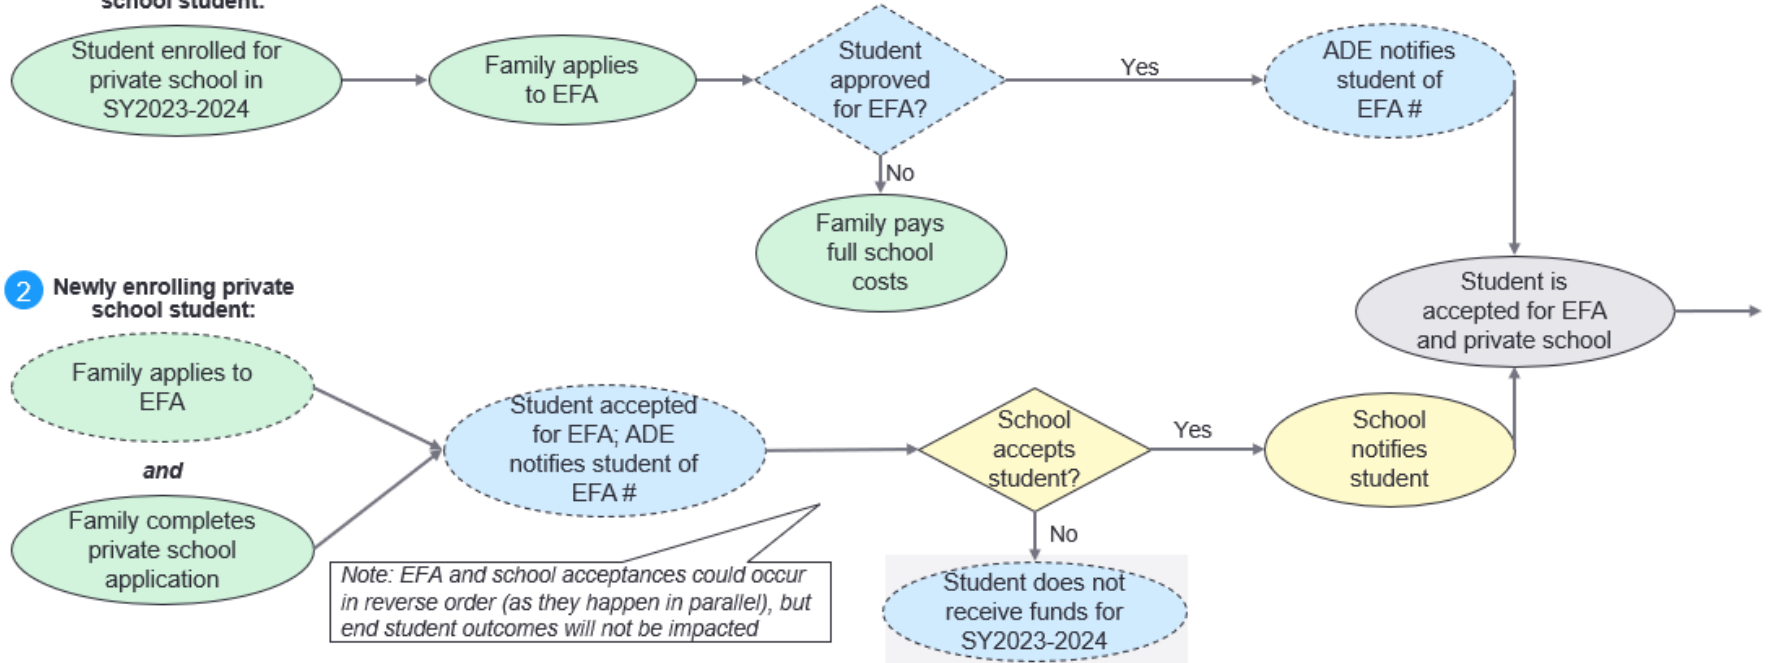 school student:
Student enrolled for
private school in
SY2023-2024
Family applies
to EFA
Student
approved
for EFA?
Yes
ADE notifies
student of
EFA #
No
Family pays
full school
costs
2
Newly enrolling private
school student:
Student is
accepted for EFA
and private school
Family applies to
EFA
and
Family completes
private school
application
Student accepted
for EFA; ADE
notifies student of
EFA #
School
accepts
student?
Yes
School
notifies
student
No
Note: EFA and school acceptances could occur
in reverse order (as they happen in parallel), but
end student outcomes will not be impacted
Student does not
receive funds for
SY2023-2024